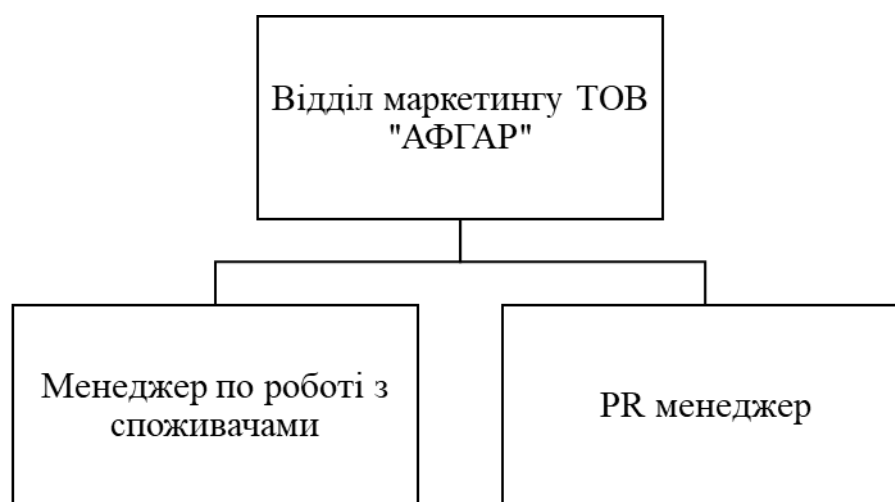 Відділ маркетингу ТОВ
"АФГАР"
Менеджер по роботі з
споживачами
PR менеджер